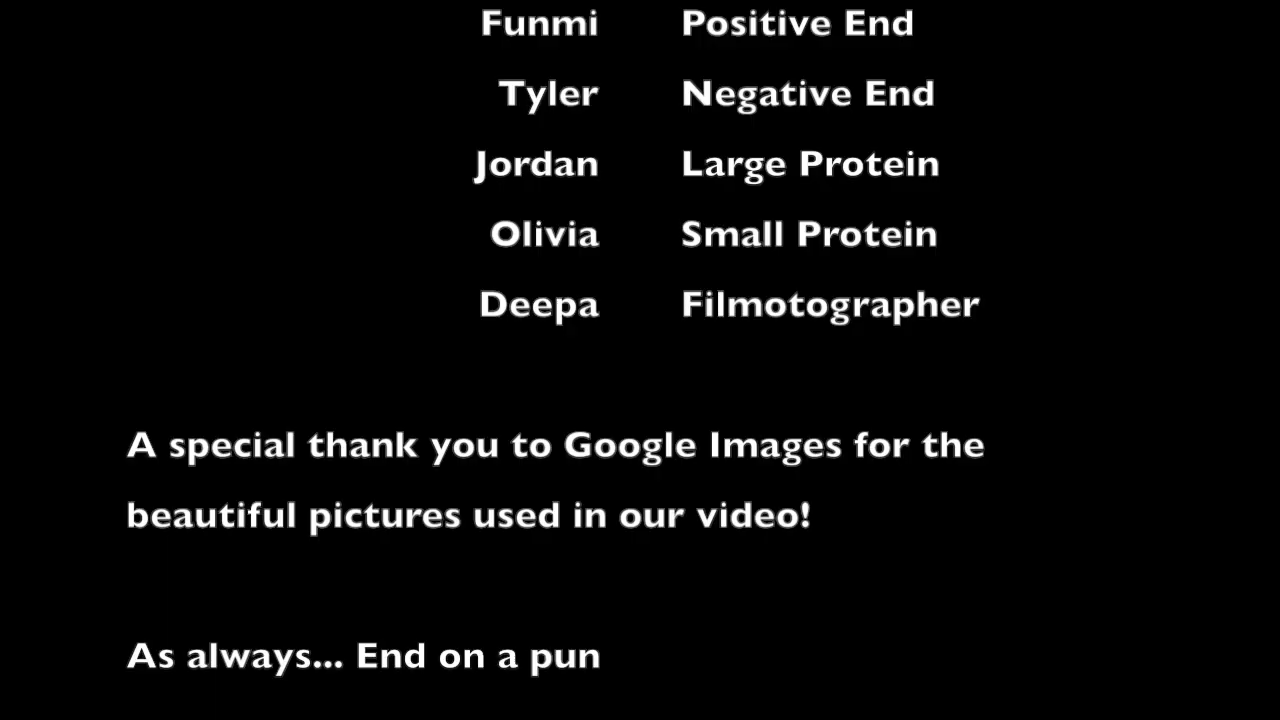 Funmi Positive End
Tyler Negative End
Jordan Large Protein
Olivia Small Protein
Deepa Filmotographer
A special thank you to Google Images for the
beautiful pictures used in our video!
As always... End on a pun